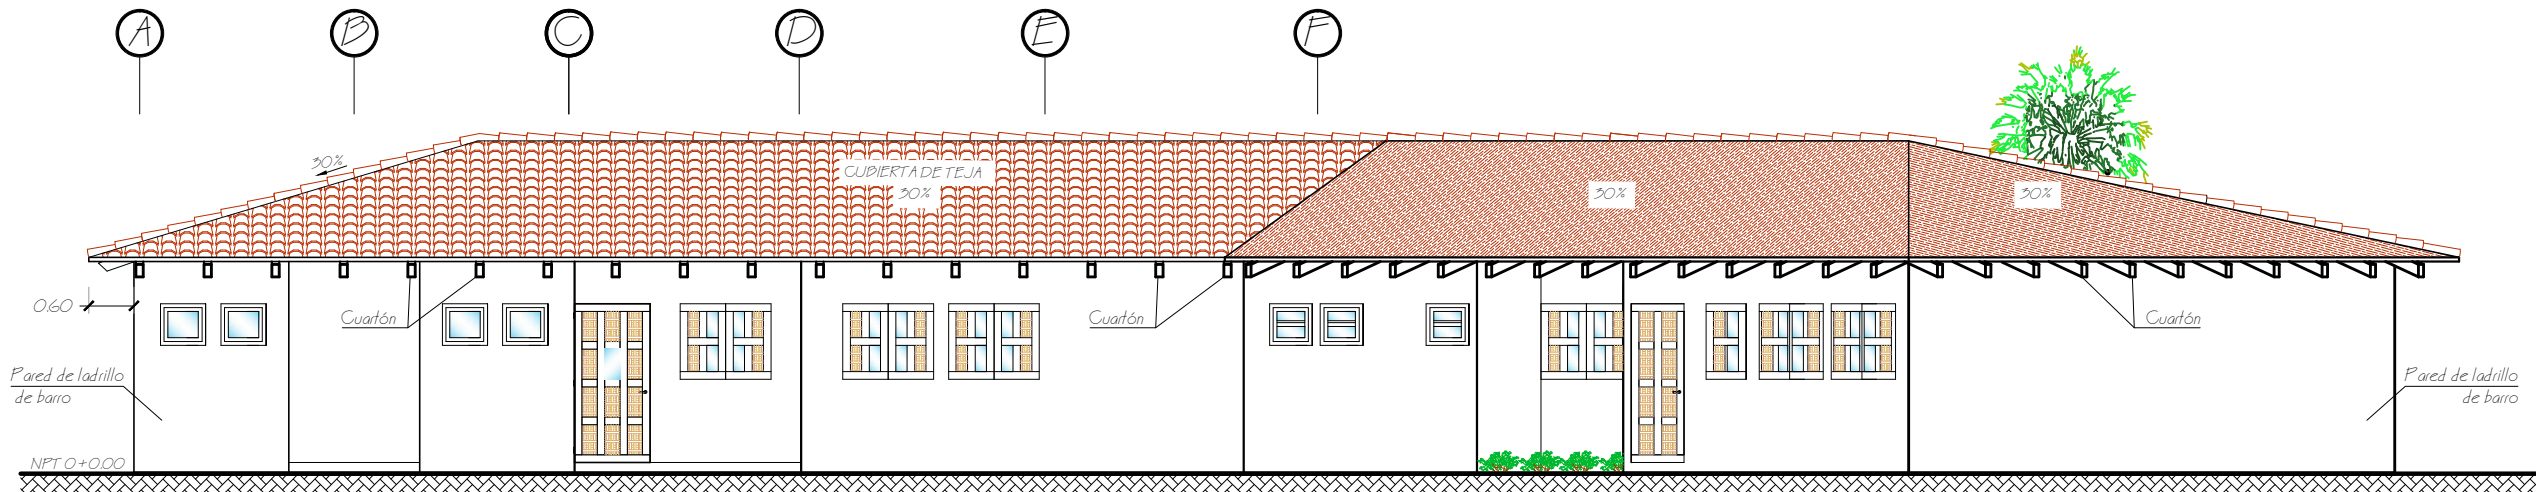 A B C D E F
30%
CUBIERTA DE TEJA
30%
30%
30%
0.60
Cuartón
Cuartón
Cuartón
Pared de ladrillo
de barro
Pared de ladrillo
de barro
NPT 0+0.00